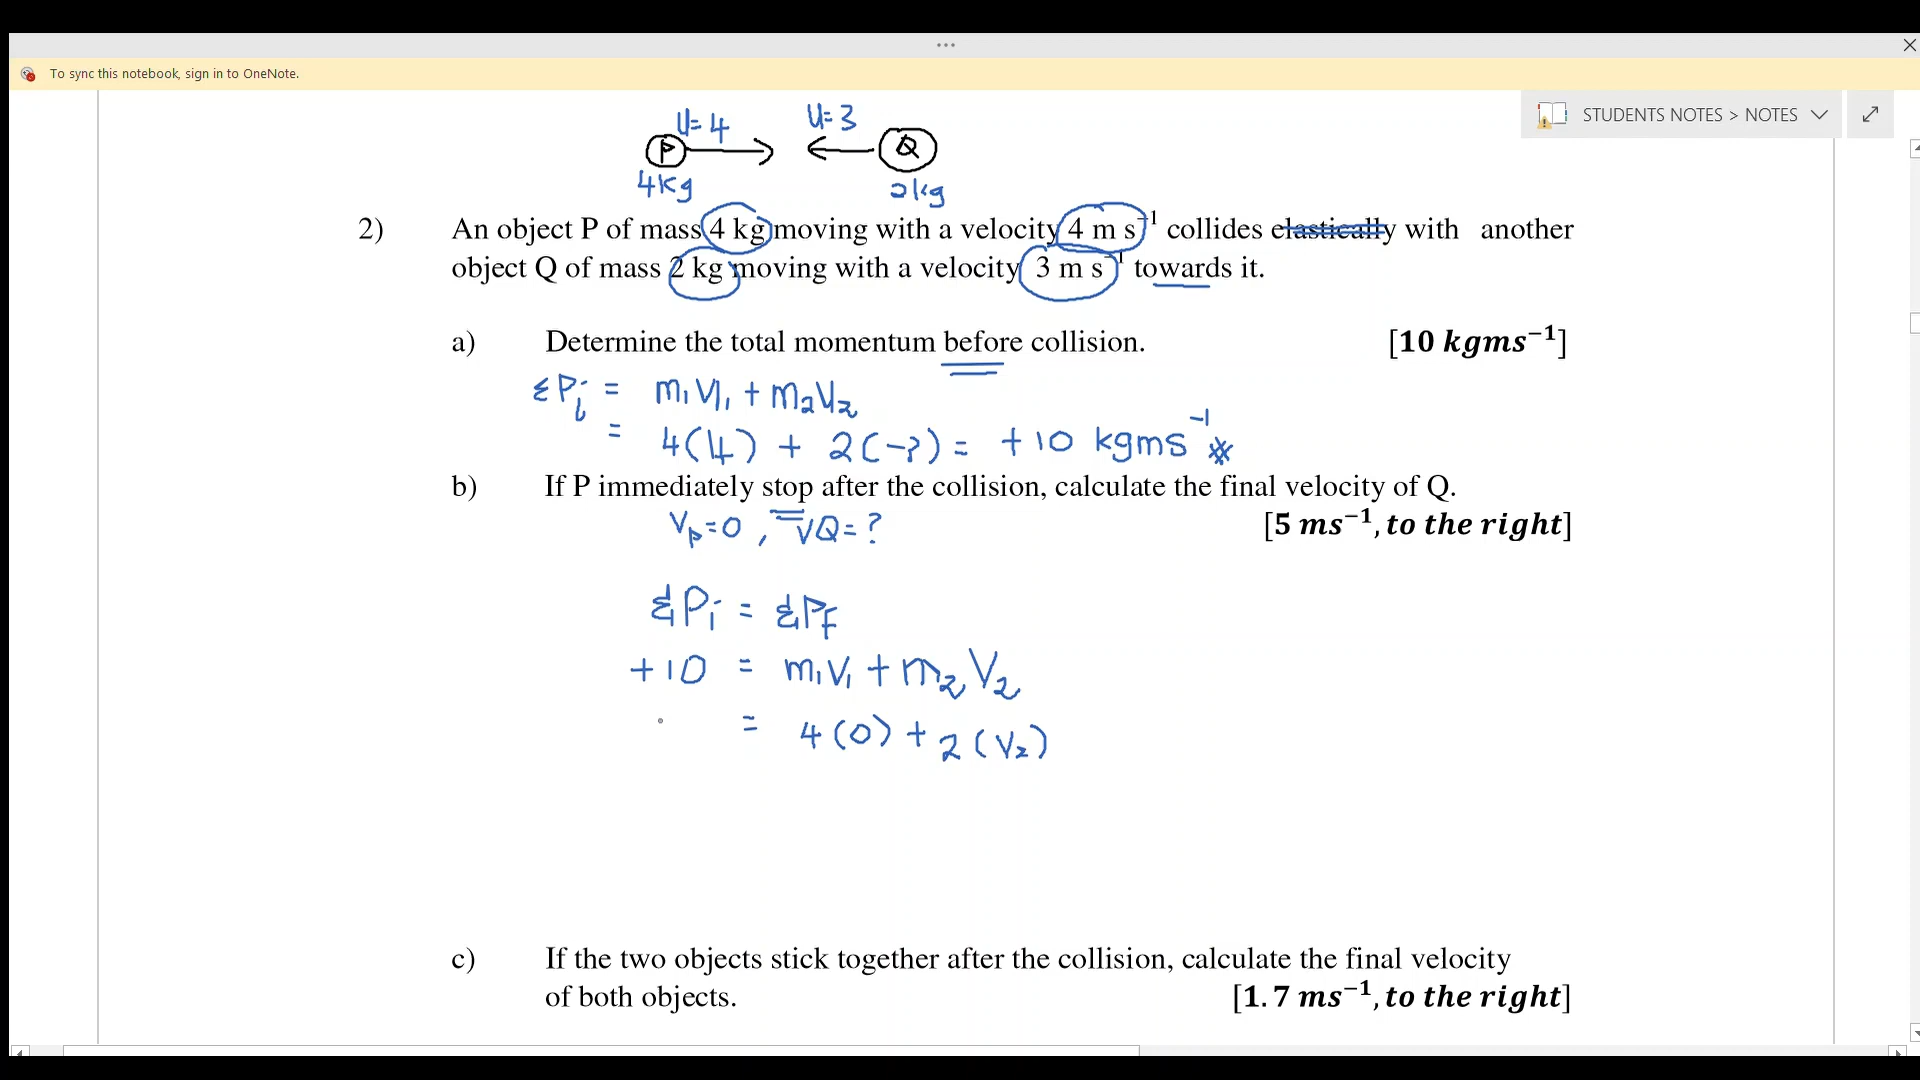 To sync this notebook, sign in to OneNote.
STUDENTS NOTES > NOTES
U=4 U=3
P Q
4kg 2kg
2) An object P of mass 4 kg moving with a velocity 4 m s⁻¹ collides elastically with another
object Q of mass 2 kg moving with a velocity 3 m s⁻¹ towards it.
a) Determine the total momentum before collision. [10 kgms⁻¹]
ΣPi = m₁U₁ + m₂U₂
= 4(4) + 2(-3) = +10 kgms⁻¹ *
b) If P immediately stop after the collision, calculate the final velocity of Q.
[5 ms⁻¹, to the right]
Vp=0, VQ=?
ΣPi = ΣPf
+10 = m₁V₁ + m₂V₂
= 4(0) + 2(V₂)
c) If the two objects stick together after the collision, calculate the final velocity
of both objects. [1.7 ms⁻¹, to the right]